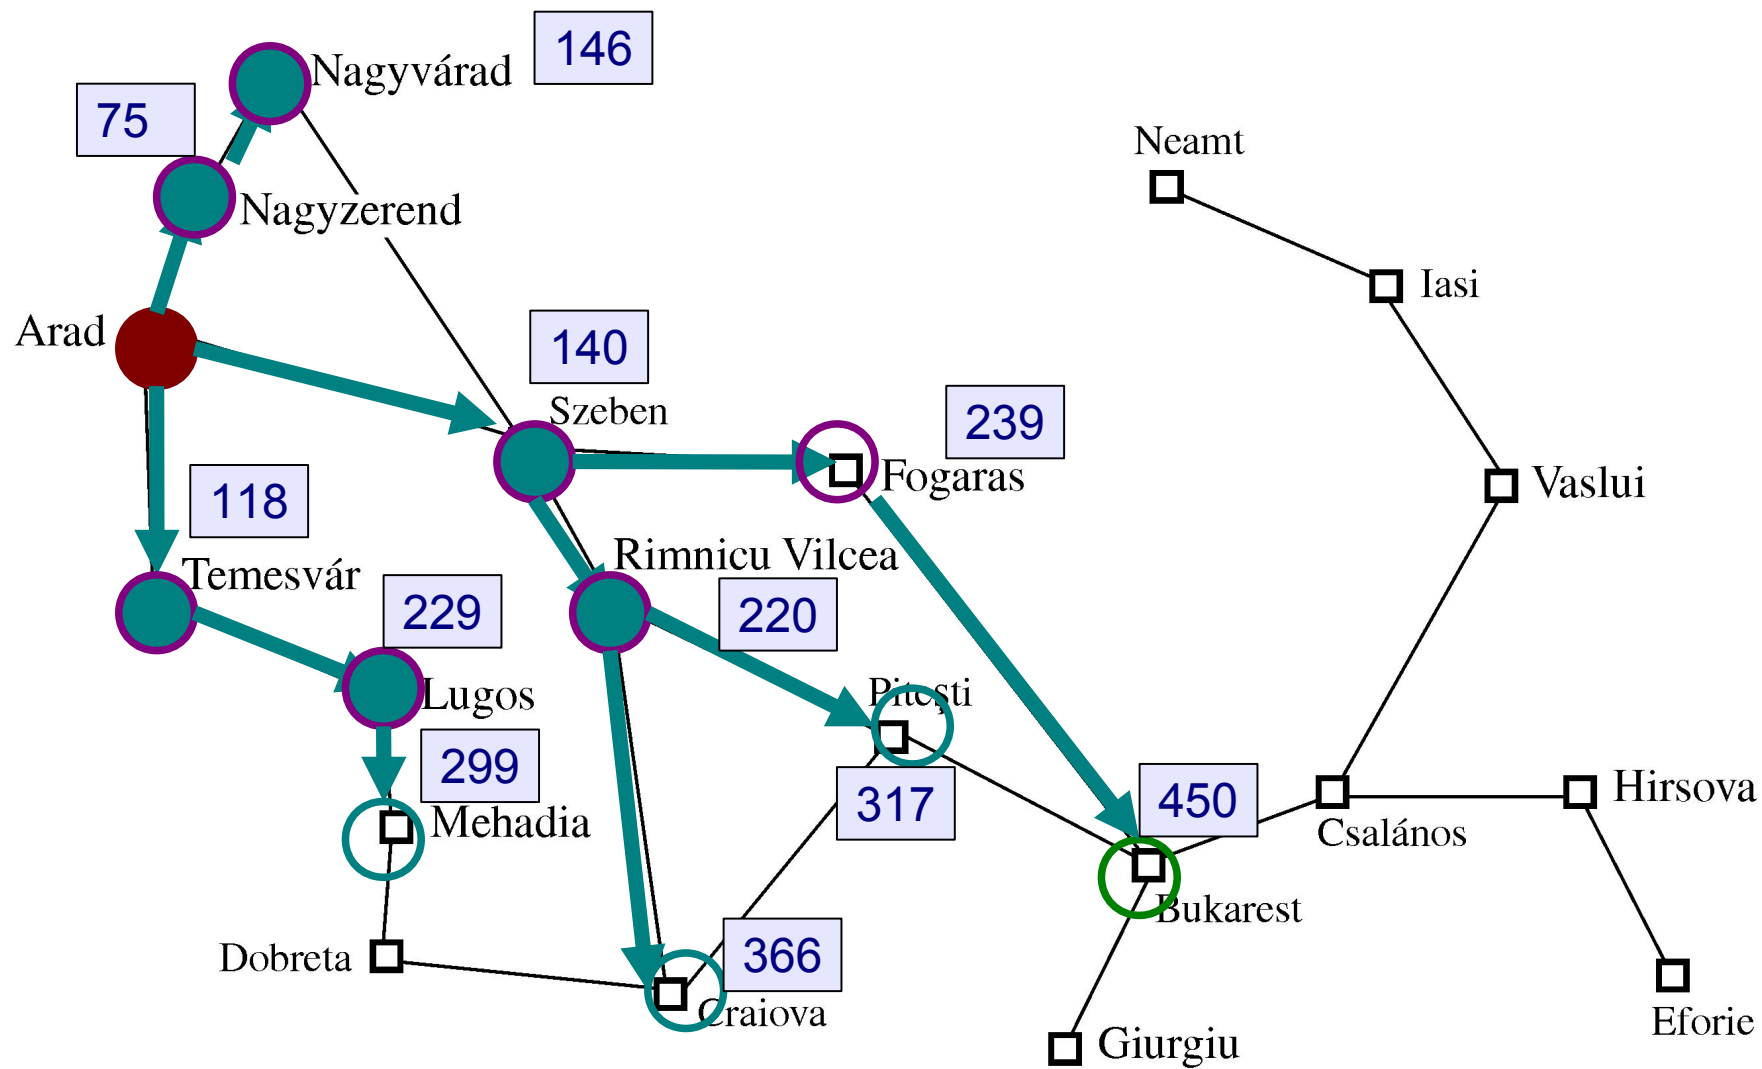 Nagyvárad
146
75
Neamt
Nagyzerend
Iasi
Arad
140
Szeben
239
Fogaras
Vaslui
118
Rimnicu Vilcea
Temesvár
229
220
Lugos
Piteşti
299
317
450
Hirsova
Mehadia
Csalános
Bukarest
366
Dobreta
Craiova
Eforie
Giurgiu